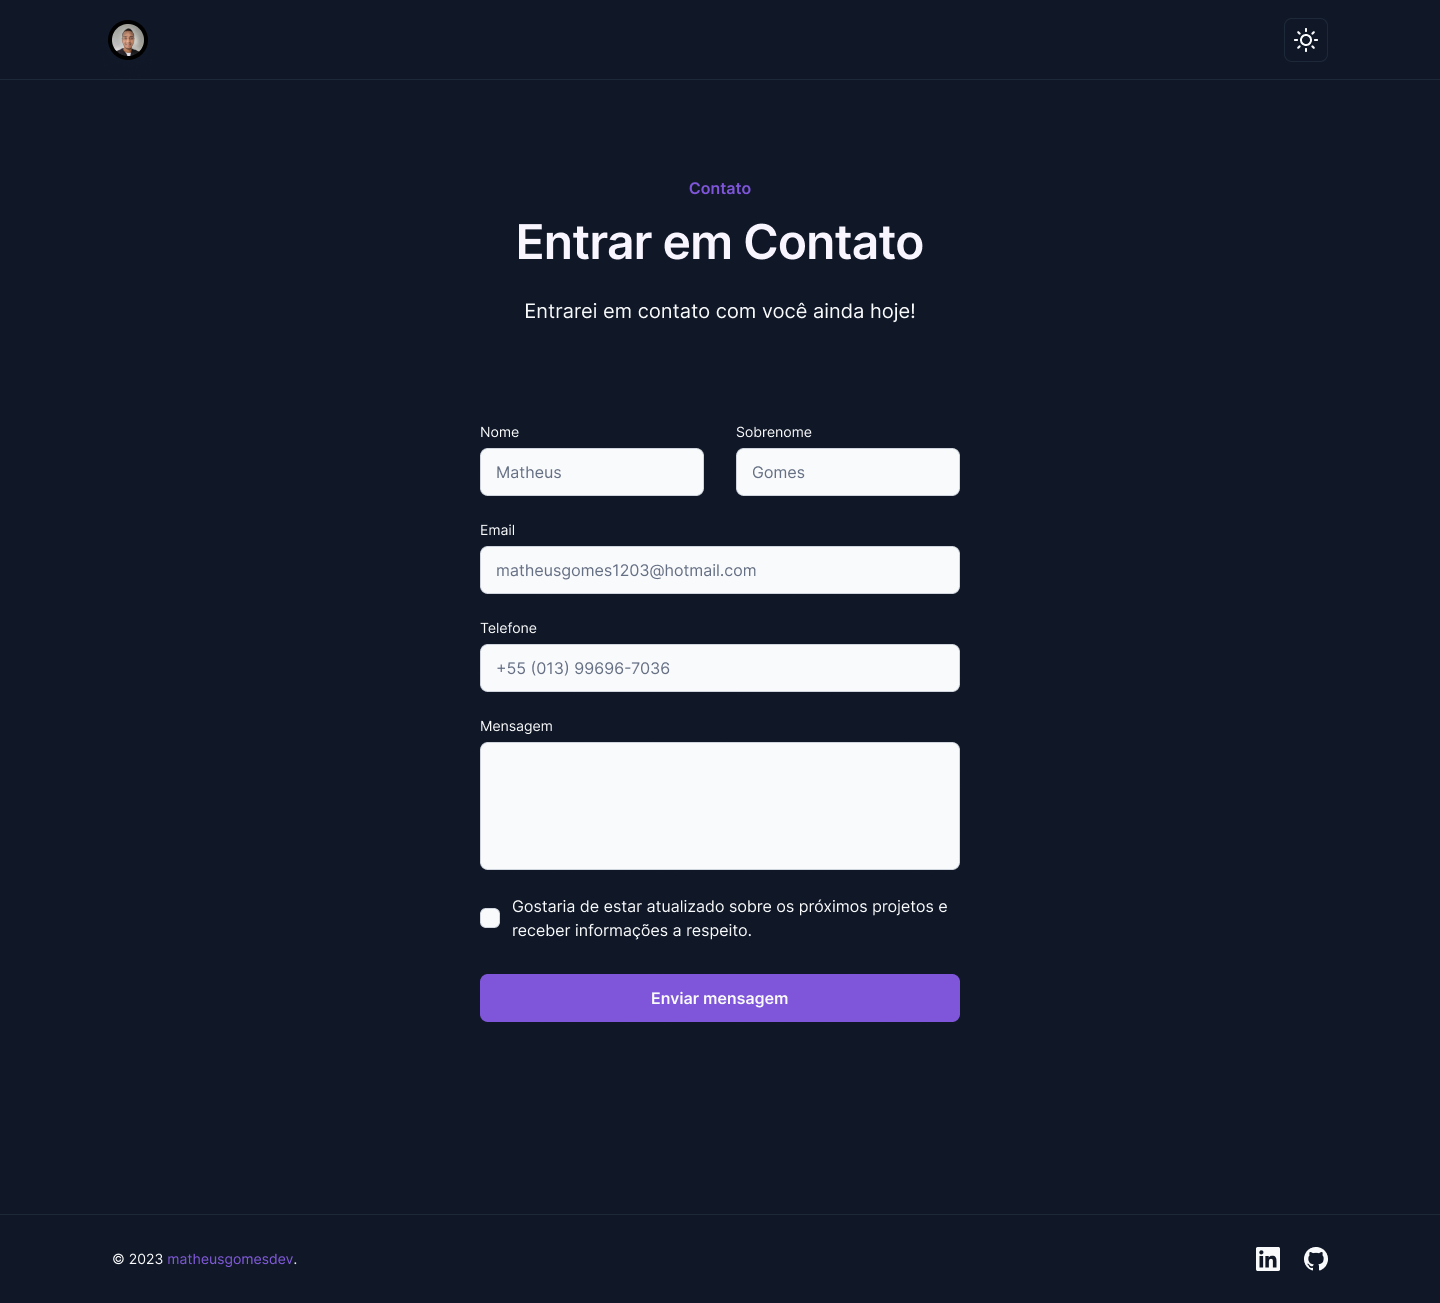 Contato
Entrar em Contato
Entrarei em contato com você ainda hoje!
Nome
Sobrenome
Matheus
Gomes
Email
matheusgomes1203@hotmail.com
Telefone
+55 (013) 99696-7036
Mensagem
Gostaria de estar atualizado sobre os próximos projetos e
receber informações a respeito.
Enviar mensagem
© 2023 matheusgomesdev.
in